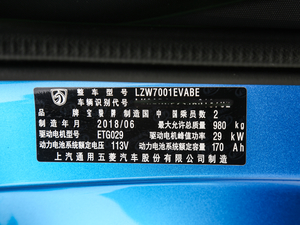 整车型号 LZW7001EVABE
车辆识别代号
品牌 宝骏牌 制造国 中国 乘员数 2
制造年月 2018/06 最大允许总质量 980 kg
驱动电机型号 ETG029 驱动电机峰值功率 29 kW
动力电池系统额定电压 113V 动力电池系统额定容量 170 Ah
上汽通用五菱汽车股份有限公司 制造